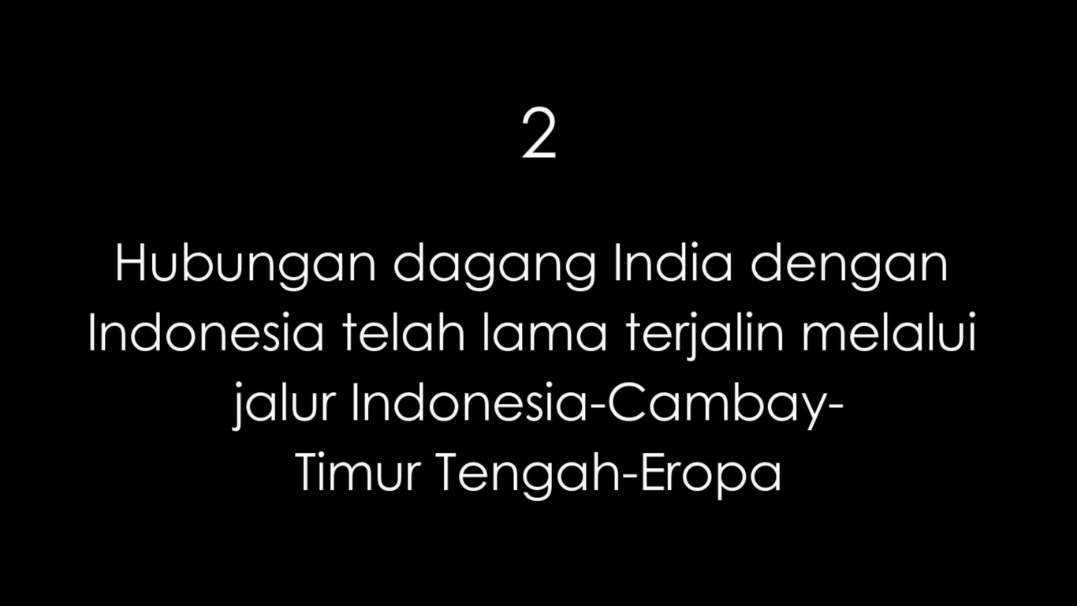 2
Hubungan dagang India dengan
Indonesia telah lama terjalin melalui
jalur Indonesia-Cambay-
Timur Tengah-Eropa